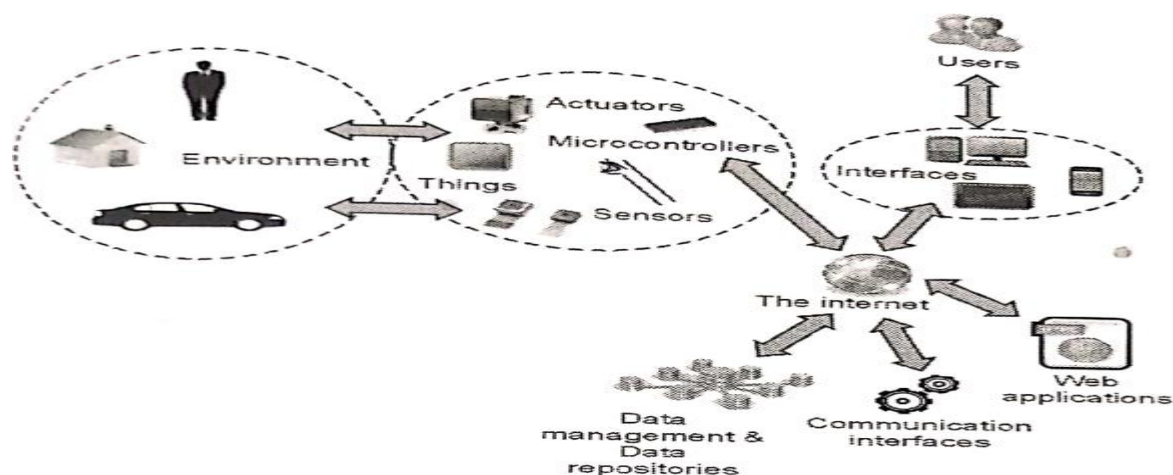 Users
Actuators
Microcontrollers
Environment
Interfaces
Things
Sensors
The internet
Web
applications
Data
management &
Data
repositories
Communication
interfaces